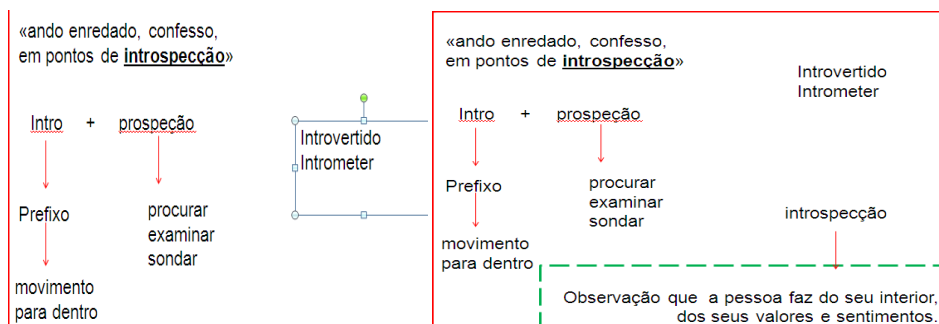 «ando enredado, confesso,
em pontos de introspecção»
Intro + prospeção
Introvertido
Intrometer
Prefixo
procurar
examinar
sondar
movimento
para dentro
«ando enredado, confesso,
em pontos de introspecção»
Introvertido
Intrometer
Intro + prospeção
Prefixo
procurar
examinar
sondar
introspecção
movimento
para dentro
Observação que a pessoa faz do seu interior,
dos seus valores e sentimentos.